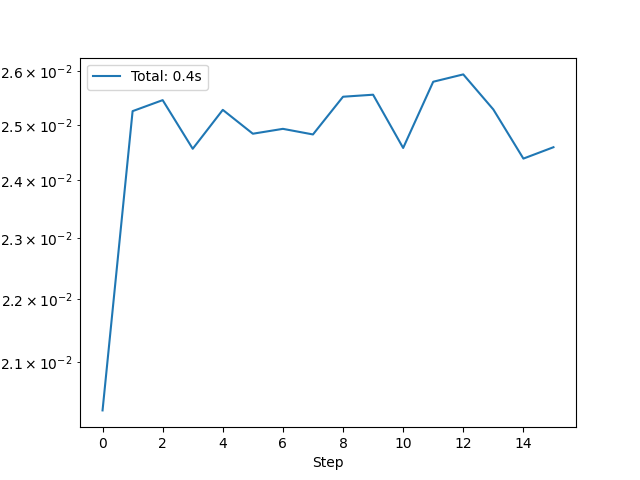 Total: 0.4s
2.6 × 10⁻²
2.5 × 10⁻²
2.4 × 10⁻²
2.3 × 10⁻²
2.2 × 10⁻²
2.1 × 10⁻²
0 2 4 6 8 10 12 14
Step